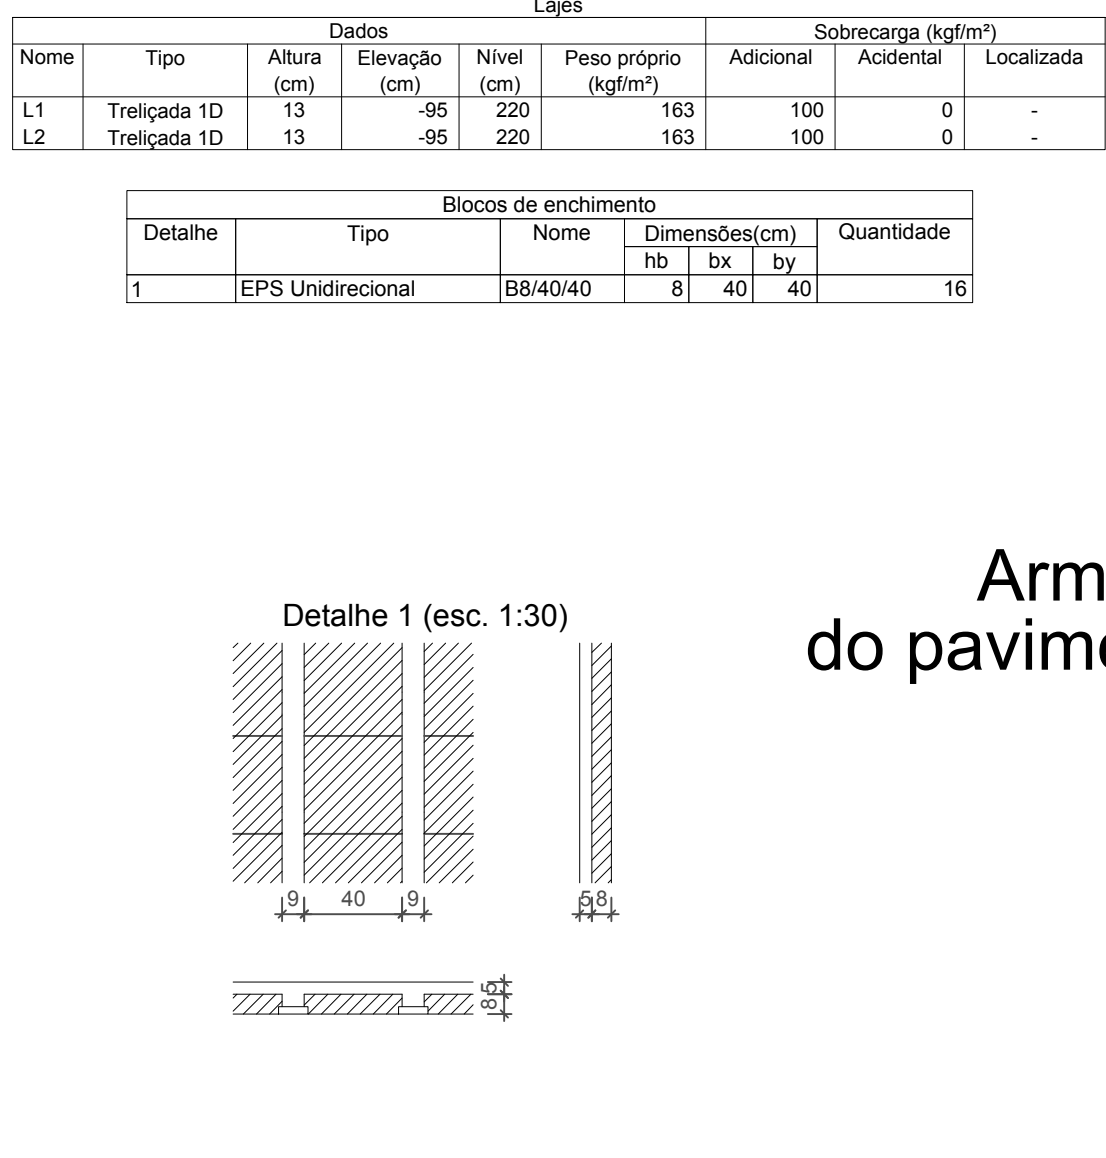 Lajes
Dados Sobrecarga (kgf/m²)
Nome Tipo Altura Elevação Nível Peso próprio Adicional Acidental Localizada
(cm) (cm) (cm) (kgf/m²)
L1 Treliçada 1D 13 -95 220 163 100 0 -
L2 Treliçada 1D 13 -95 220 163 100 0 -
Blocos de enchimento
Detalhe Tipo Nome Dimensões(cm) Quantidade
hb bx by
1 EPS Unidirecional B8/40/40 8 40 40 16
Arm
Detalhe 1 (esc. 1:30)
do pavime
9 40 9 5 8
5
8